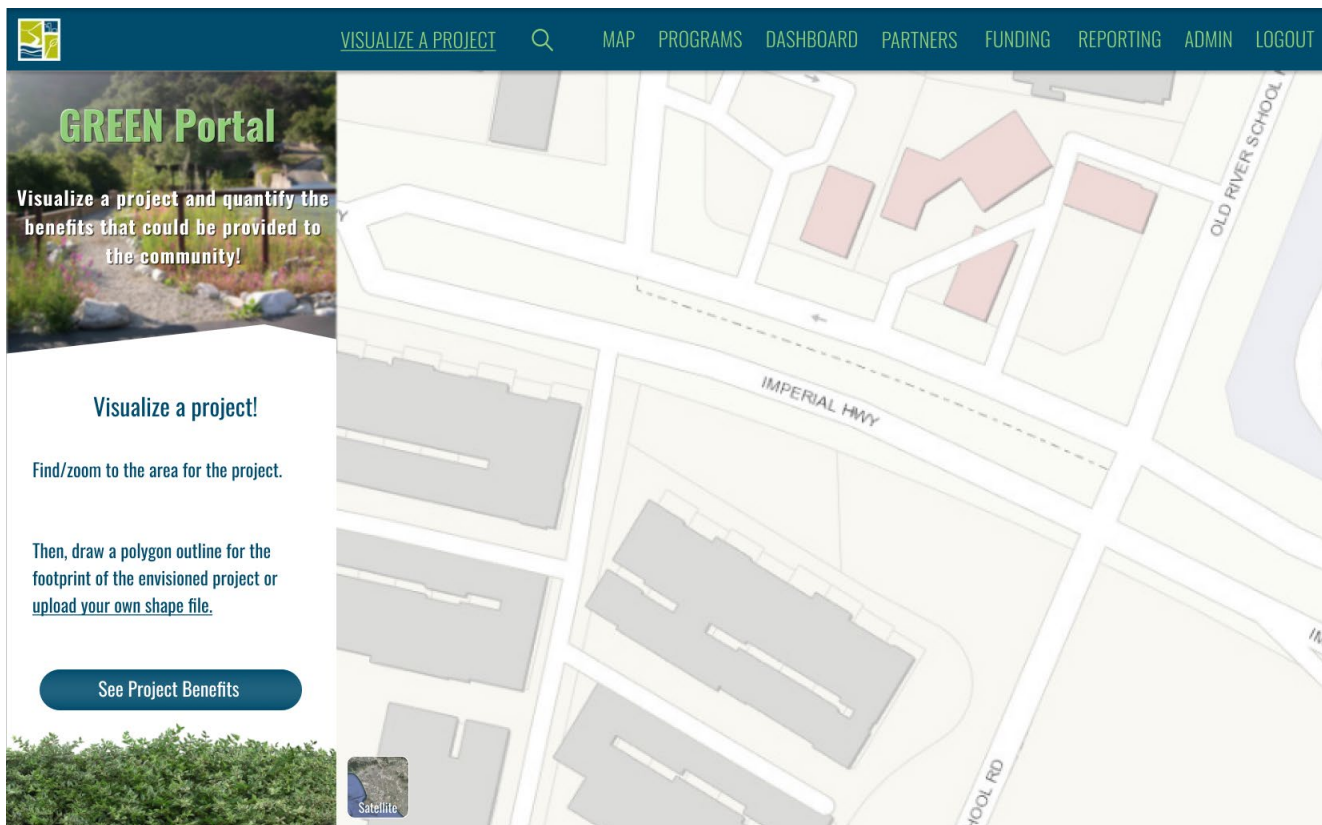 VISUALIZE A PROJECT
MAP PROGRAMS DASHBOARD PARTNERS FUNDING REPORTING ADMIN LOGOUT
GREEN Portal
Visualize a project and quantify the
benefits that could be provided to
the community!
Visualize a project!
Find/zoom to the area for the project.
Then, draw a polygon outline for the
footprint of the envisioned project or
upload your own shape file.
See Project Benefits
OLD RIVER SCHOOL
IMPERIAL HWY
Satellite
RD